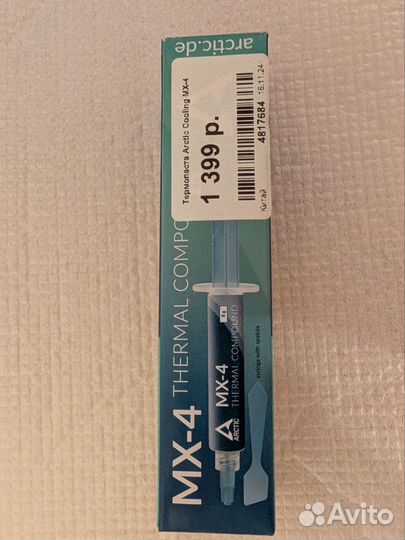 arctic.de
Термопаста Arctic Cooling MX-4
1 399 р.
Китай
4817684 16.11.24
MX-4 THERMAL COMPO
ARCTIC
MX-4
THERMAL COMPOUND
syringe with spatula
Avito